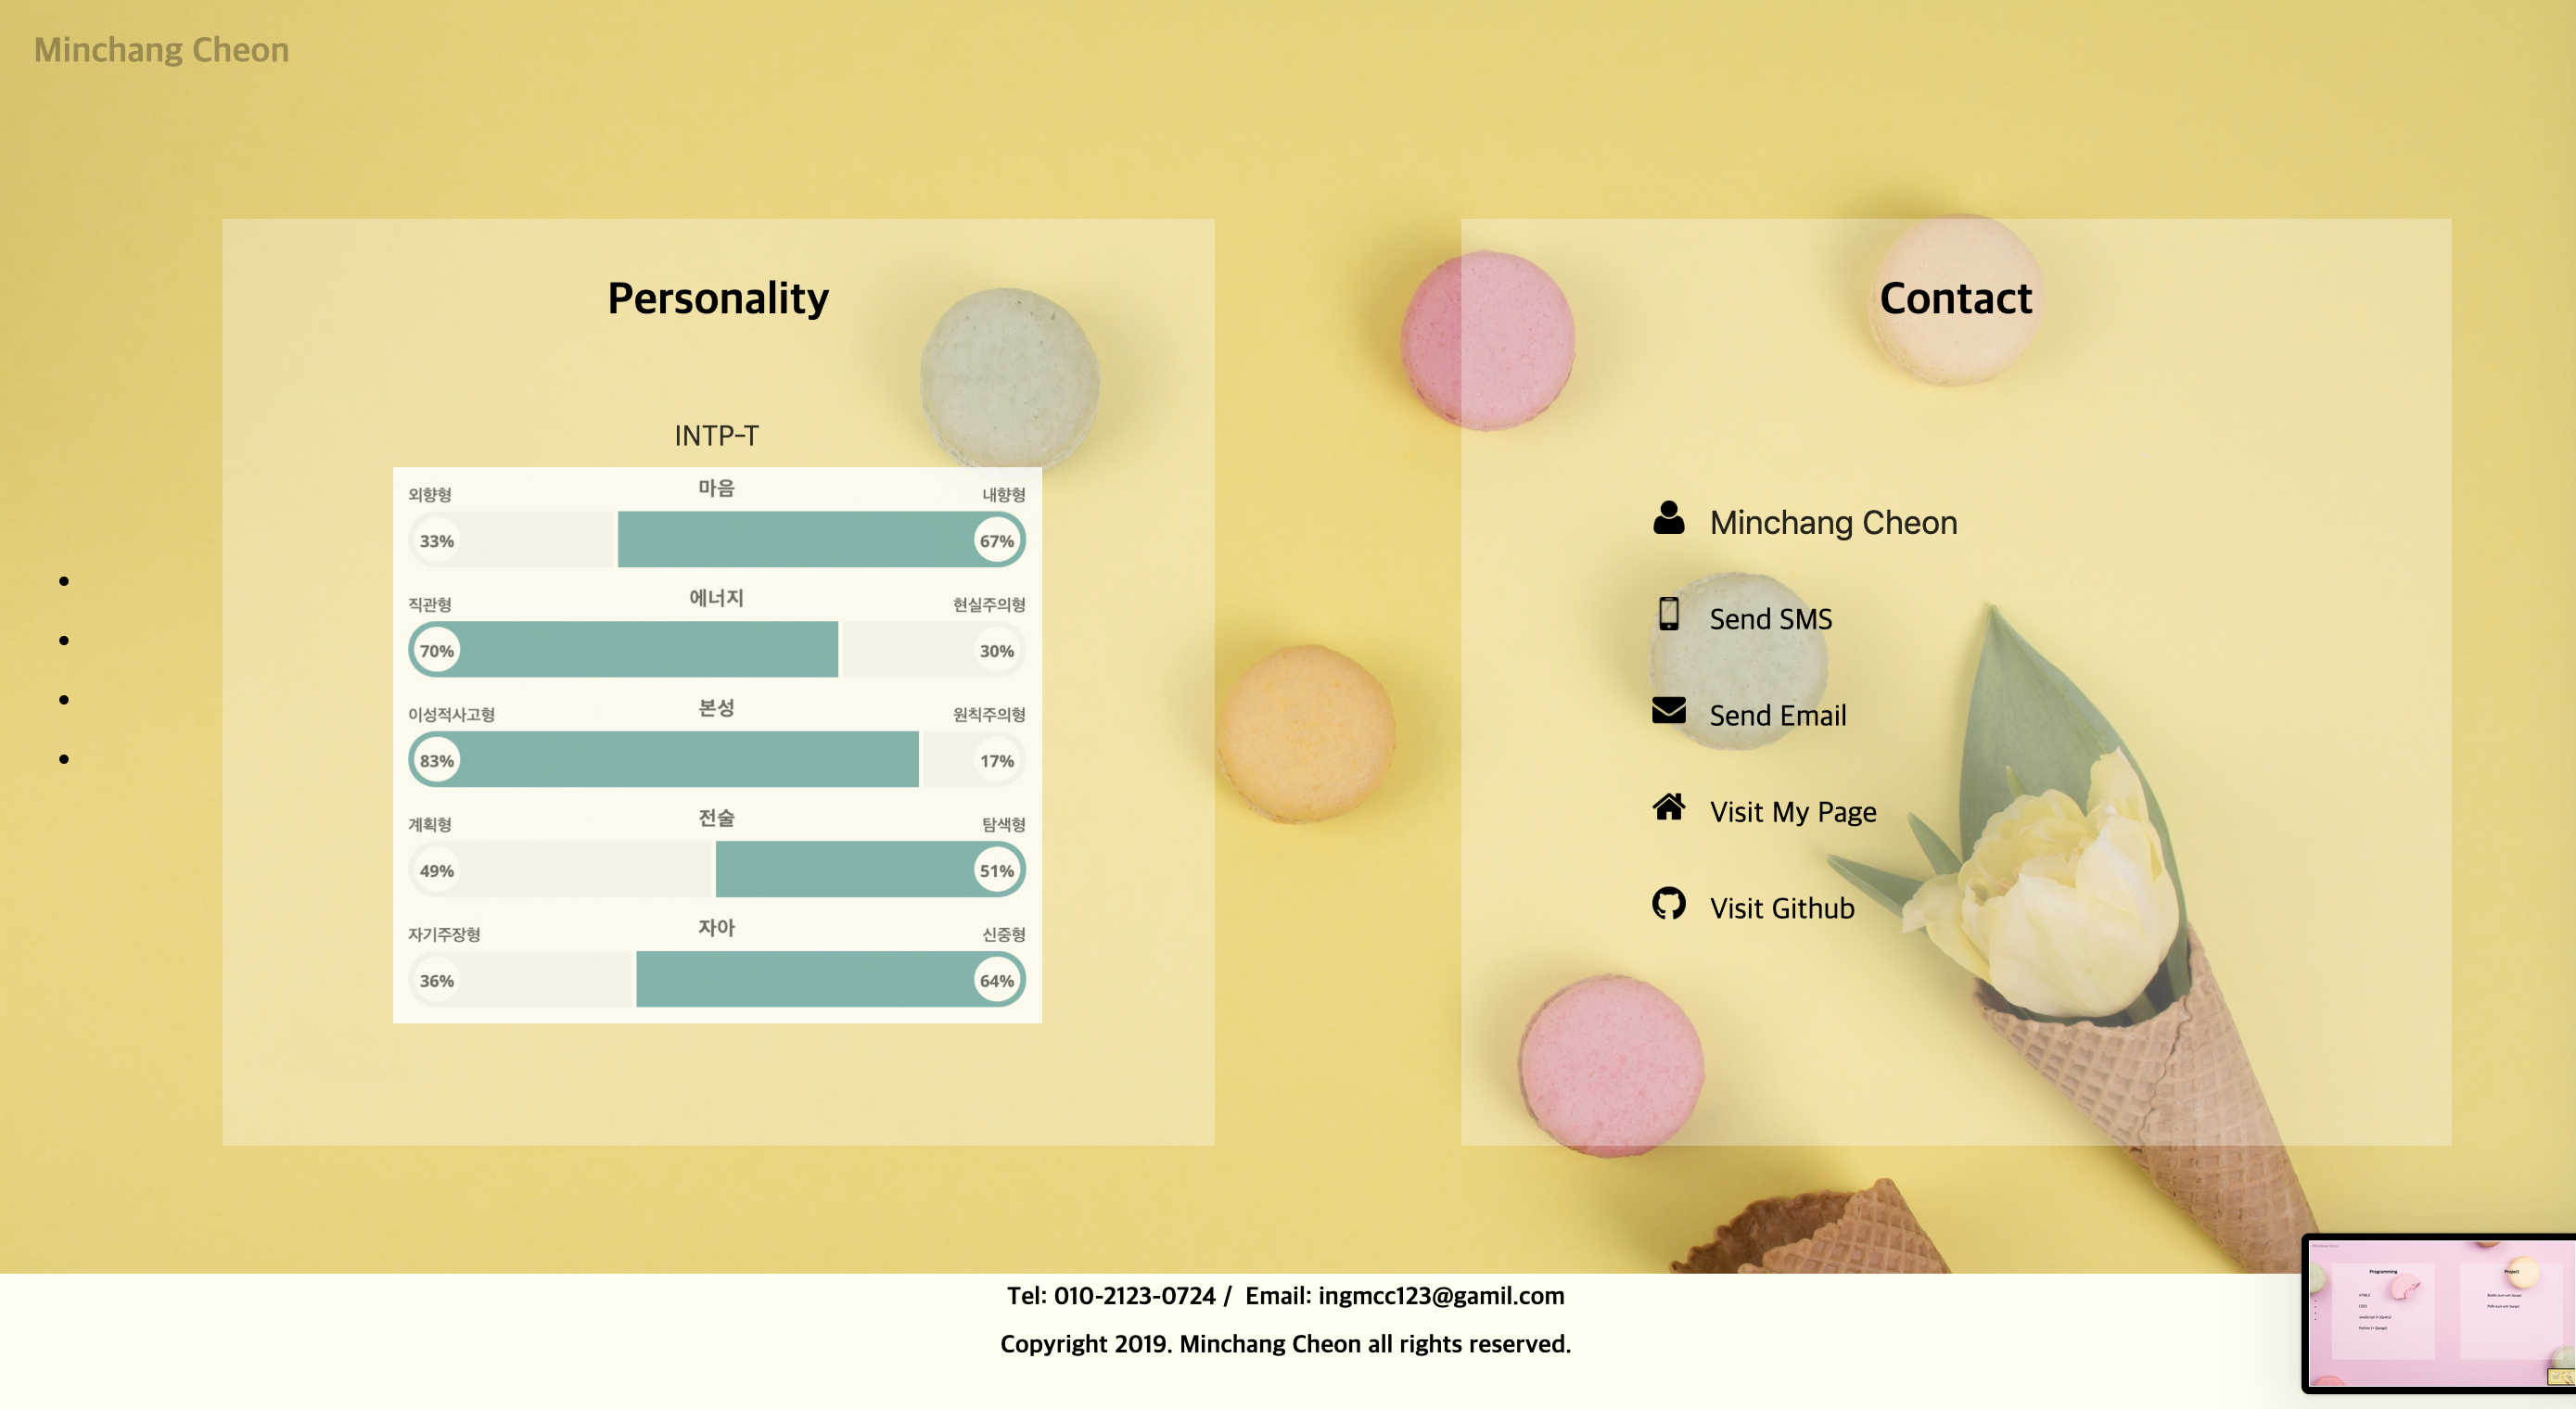 Minchang Cheon
Personality
INTP-T
외향형 마음 내향형
33% 67%
직관형 에너지 현실주의형
70% 30%
이성적사고형 본성 원칙주의형
83% 17%
계획형 전술 탐색형
49% 51%
자기주장형 자아 신중형
36% 64%
Contact
Minchang Cheon
Send SMS
Send Email
Visit My Page
Visit Github
Tel: 010-2123-0724 / Email: ingmcc123@gamil.com
Copyright 2019. Minchang Cheon all rights reserved.
Programming
Project
HTML5
CSS3